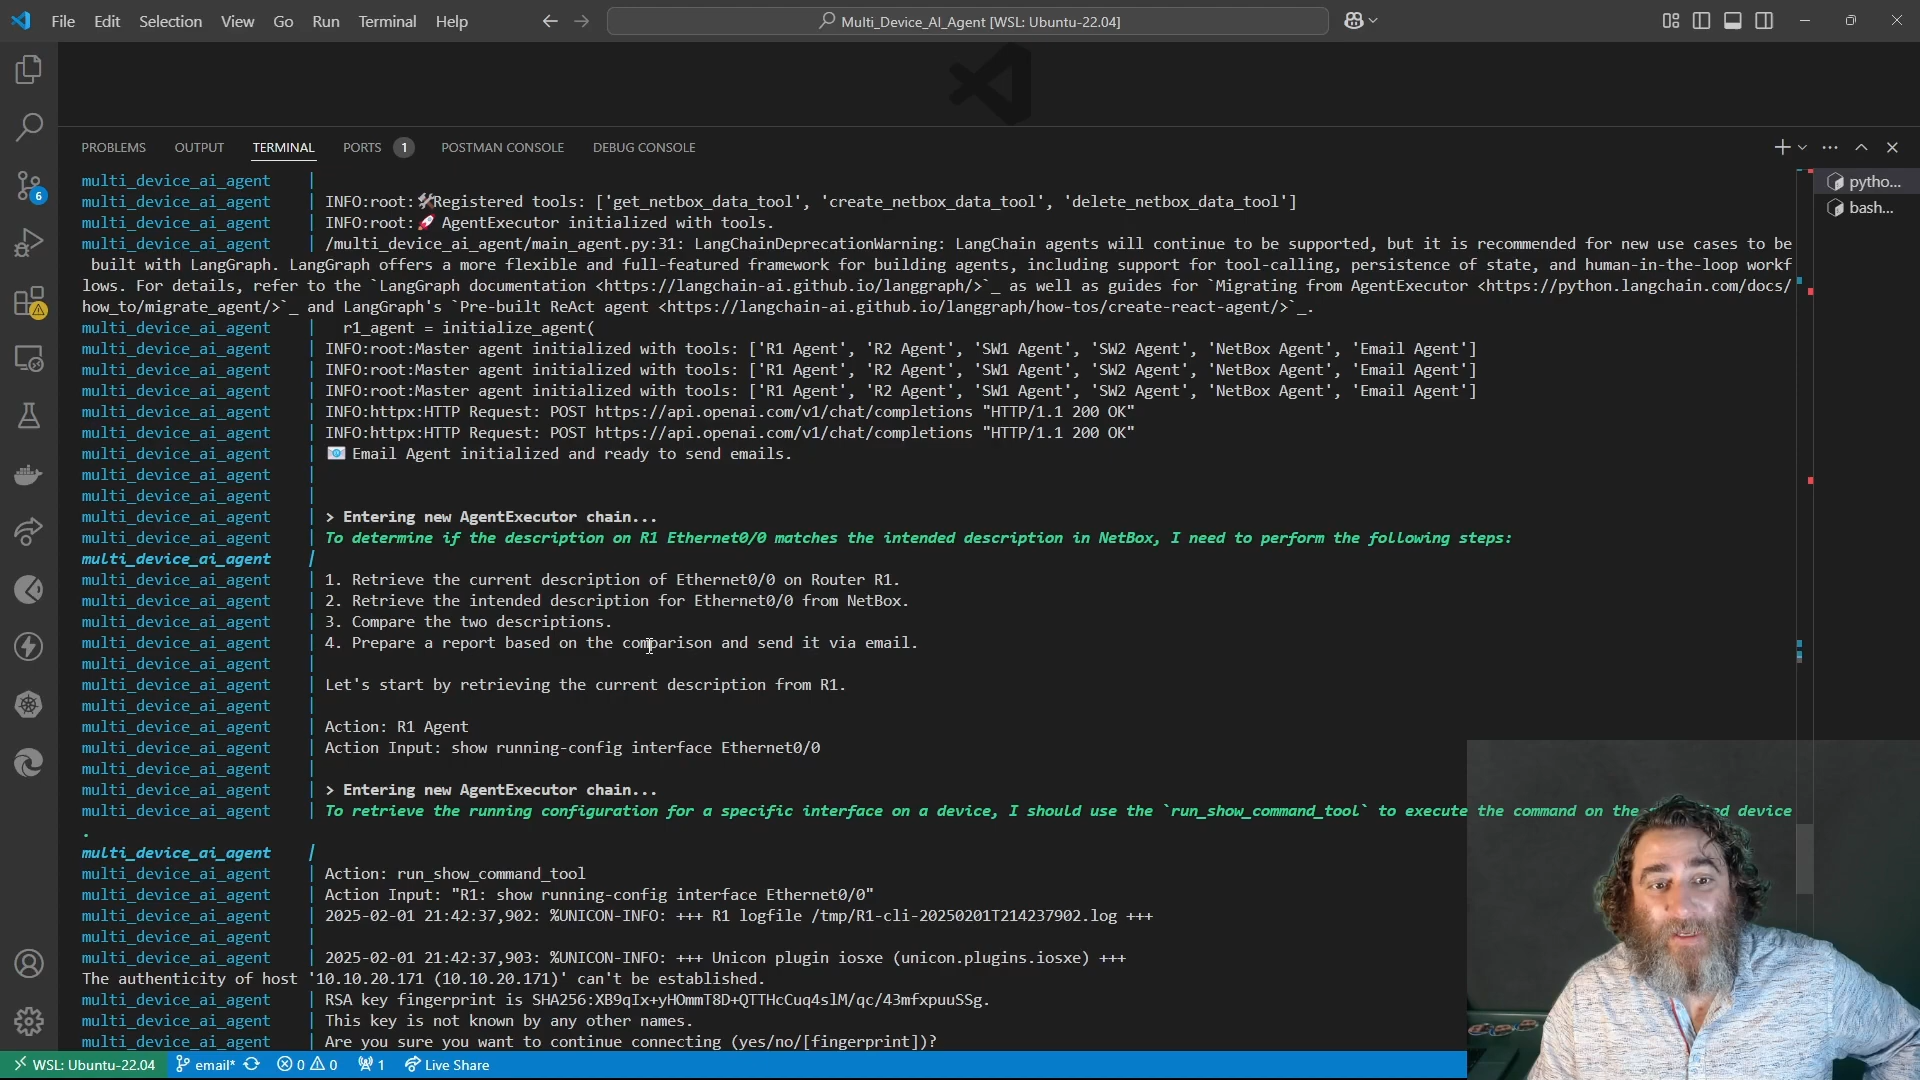 File Edit Selection View Go Run Terminal Help
Multi_Device_AI_Agent [WSL: Ubuntu-22.04]
PROBLEMS OUTPUT TERMINAL PORTS 1 POSTMAN CONSOLE DEBUG CONSOLE
pytho...
bash...
6
multi_device_ai_agent |
multi_device_ai_agent | INFO:root:🛠Registered tools: ['get_netbox_data_tool', 'create_netbox_data_tool', 'delete_netbox_data_tool']
multi_device_ai_agent | INFO:root:🚀 AgentExecutor initialized with tools.
multi_device_ai_agent | /multi_device_ai_agent/main_agent.py:31: LangChainDeprecationWarning: LangChain agents will continue to be supported, but it is recommended for new use cases to be
built with LangGraph. LangGraph offers a more flexible and full-featured framework for building agents, including support for tool-calling, persistence of state, and human-in-the-loop workf
lows. For details, refer to the `LangGraph documentation <https://langchain-ai.github.io/langgraph/>`_ as well as guides for `Migrating from AgentExecutor <https://python.langchain.com/docs/
how_to/migrate_agent/>`_ and LangGraph's `Pre-built ReAct agent <https://langchain-ai.github.io/langgraph/how-tos/create-react-agent/>`_.
multi_device_ai_agent | r1_agent = initialize_agent(
multi_device_ai_agent | INFO:root:Master agent initialized with tools: ['R1 Agent', 'R2 Agent', 'SW1 Agent', 'SW2 Agent', 'NetBox Agent', 'Email Agent']
multi_device_ai_agent | INFO:root:Master agent initialized with tools: ['R1 Agent', 'R2 Agent', 'SW1 Agent', 'SW2 Agent', 'NetBox Agent', 'Email Agent']
multi_device_ai_agent | INFO:root:Master agent initialized with tools: ['R1 Agent', 'R2 Agent', 'SW1 Agent', 'SW2 Agent', 'NetBox Agent', 'Email Agent']
multi_device_ai_agent | INFO:httpx:HTTP Request: POST https://api.openai.com/v1/chat/completions "HTTP/1.1 200 OK"
multi_device_ai_agent | INFO:httpx:HTTP Request: POST https://api.openai.com/v1/chat/completions "HTTP/1.1 200 OK"
multi_device_ai_agent | 📧 Email Agent initialized and ready to send emails.
multi_device_ai_agent |
multi_device_ai_agent |
multi_device_ai_agent | > Entering new AgentExecutor chain...
multi_device_ai_agent | To determine if the description on R1 Ethernet0/0 matches the intended description in NetBox, I need to perform the following steps:
multi_device_ai_agent |
multi_device_ai_agent | 1. Retrieve the current description of Ethernet0/0 on Router R1.
multi_device_ai_agent | 2. Retrieve the intended description for Ethernet0/0 from NetBox.
multi_device_ai_agent | 3. Compare the two descriptions.
multi_device_ai_agent | 4. Prepare a report based on the comparison and send it via email.
multi_device_ai_agent |
multi_device_ai_agent | Let's start by retrieving the current description from R1.
multi_device_ai_agent |
multi_device_ai_agent | Action: R1 Agent
multi_device_ai_agent | Action Input: show running-config interface Ethernet0/0
multi_device_ai_agent |
multi_device_ai_agent | > Entering new AgentExecutor chain...
multi_device_ai_agent | To retrieve the running configuration for a specific interface on a device, I should use the `run_show_command_tool` to execute the command on the device
.
multi_device_ai_agent |
multi_device_ai_agent | Action: run_show_command_tool
multi_device_ai_agent | Action Input: "R1: show running-config interface Ethernet0/0"
multi_device_ai_agent | 2025-02-01 21:42:37,902: %UNICON-INFO: +++ R1 logfile /tmp/R1-cli-20250201T214237902.log +++
multi_device_ai_agent |
multi_device_ai_agent | 2025-02-01 21:42:37,903: %UNICON-INFO: +++ Unicon plugin iosxe (unicon.plugins.iosxe) +++
The authenticity of host '10.10.20.171 (10.10.20.171)' can't be established.
multi_device_ai_agent | RSA key fingerprint is SHA256:XB9qIx+yHOmmT8D+QTTHcCuq4slM/qc/43mfxpuuSSg.
multi_device_ai_agent | This key is not known by any other names.
multi_device_ai_agent | Are you sure you want to continue connecting (yes/no/[fingerprint])?
WSL: Ubuntu-22.04 email* 0 0 1 Live Share